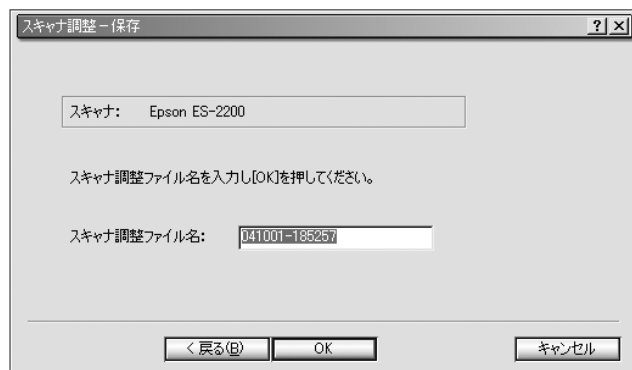 スキャナ調整－保存
? ×
スキャナ: Epson ES-2200
スキャナ調整ファイル名を入力し[OK]を押してください。
スキャナ調整ファイル名: 041001-185257
< 戻る(B) OK キャンセル